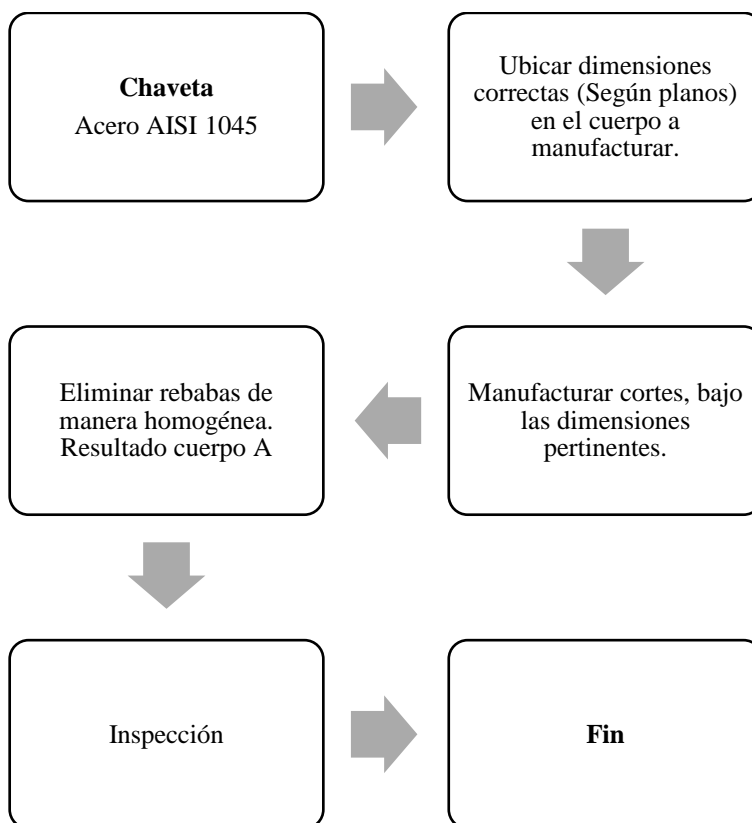 Chaveta
Acero AISI 1045
Ubicar dimensiones
correctas (Según planos)
en el cuerpo a
manufacturar.
Manufacturar cortes, bajo
las dimensiones
pertinentes.
Eliminar rebabas de
manera homogénea.
Resultado cuerpo A
Inspección
Fin